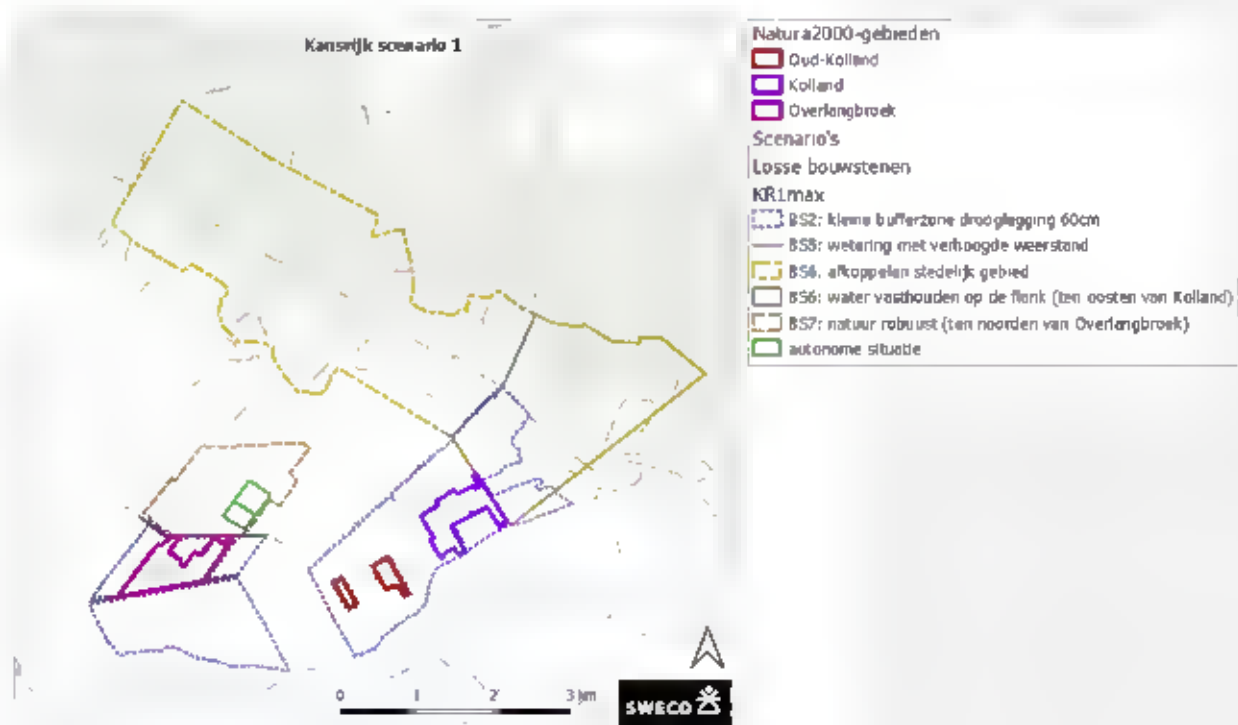 Kansrijk scenario 1
Natura2000-gebieden
Oud-Kolland
Kolland
Overlangbroek
Scenario's
Losse bouwstenen
KR1max
BS2: kleine bufferzone drooglegging 60cm
BS3: wetering met verhoogde weerstand
BS4: afkoppelen stedelijk gebied
BS6: water vasthouden op de flank (ten oosten van Kolland)
BS7: natuur robuust (ten noorden van Overlangbroek)
autonome situatie
0 1 2 3 km
SWECO